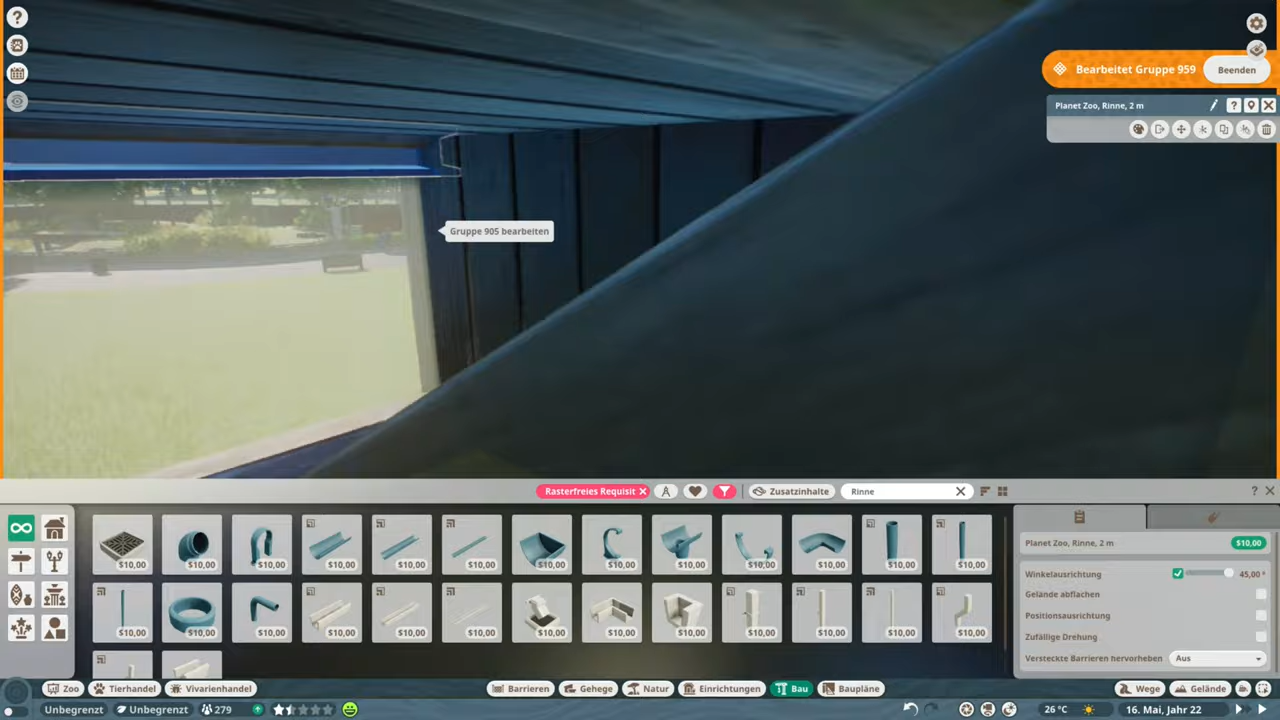 Bearbeitet Gruppe 959
Beenden
Planet Zoo, Rinne, 2 m
Gruppe 905 bearbeiten
Rasterfreies Requisit
Zusatzinhalte
Rinne
$10,00 $10,00 $10,00 $10,00 $10,00 $10,00 $10,00 $10,00 $10,00 $10,00 $10,00 $10,00 $10,00
$10,00 $10,00 $10,00 $10,00 $10,00 $10,00 $10,00 $10,00 $10,00 $10,00 $10,00 $10,00 $10,00
Planet Zoo, Rinne, 2 m $10,00
Winkelausrichtung 45,00 °
Gelände abflachen
Positionsausrichtung
Zufällige Drehung
Versteckte Barrieren hervorheben Aus
Zoo Tierhandel Vivarienhandel Barrieren Gehege Natur Einrichtungen Bau Baupläne Wege Gelände
Unbegrenzt Unbegrenzt 279 26 °C 16. Mai, Jahr 22